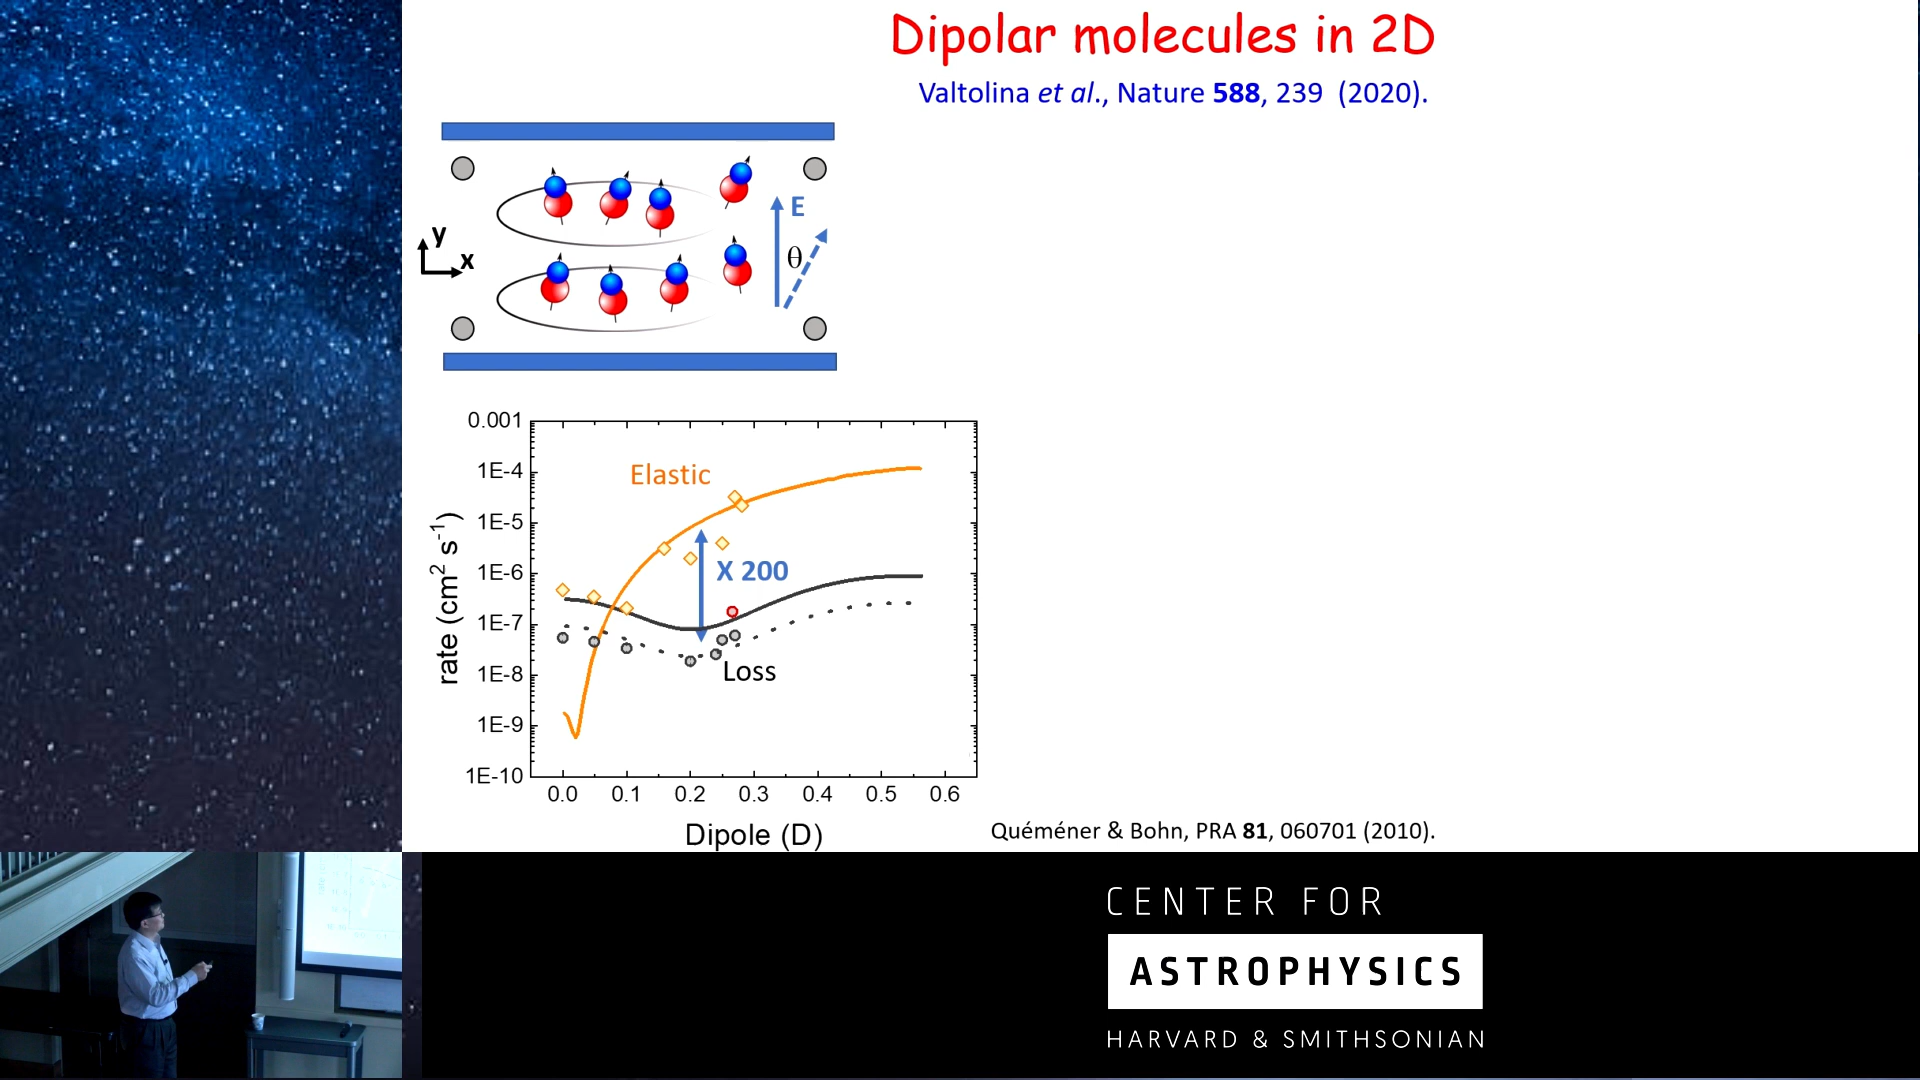 Dipolar molecules in 2D
Valtolina et al., Nature 588, 239 (2020).
E
y
x
θ
0.001
1E-4
1E-5
1E-6
1E-7
1E-8
1E-9
1E-10
rate (cm² s⁻¹)
Elastic
X 200
Loss
0.0 0.1 0.2 0.3 0.4 0.5 0.6
Dipole (D)
Quéméner & Bohn, PRA 81, 060701 (2010).
CENTER FOR
ASTROPHYSICS
HARVARD & SMITHSONIAN